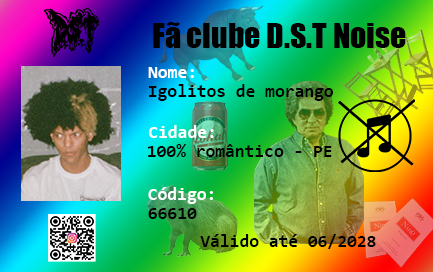 D.S.T
Fã clube D.S.T Noise
Nome:
Igolitos de morango
Cidade:
100% romântico - PE
Código:
66610
Válido até 06/2028